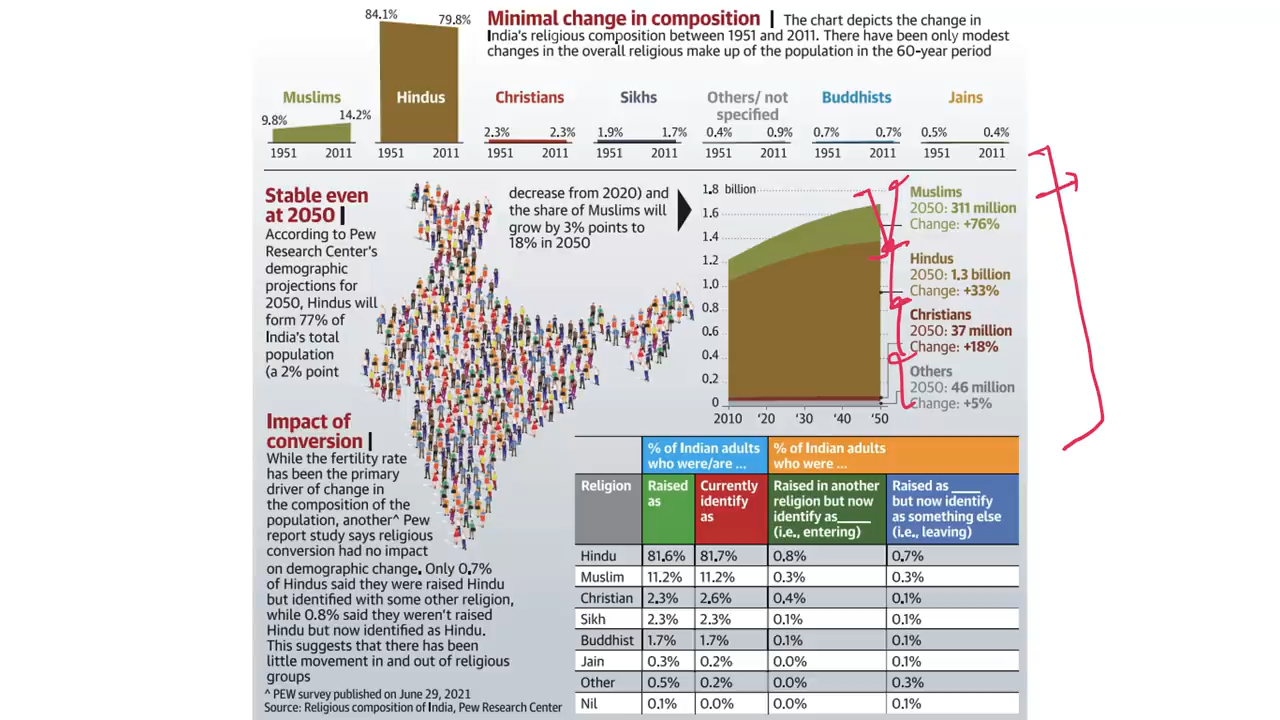 84.1%
79.8%
Minimal change in composition | The chart depicts the change in
India's religious composition between 1951 and 2011. There have been only modest
changes in the overall religious make up of the population in the 60-year period
Muslims
Hindus
Christians
Sikhs
Others/ not
specified
Buddhists
Jains
9.8%
14.2%
2.3%
2.3%
1.9%
1.7%
0.4%
0.9%
0.7%
0.7%
0.5%
0.4%
1951
2011
1951
2011
1951
2011
1951
2011
1951
2011
1951
2011
1951
2011
Stable even
at 2050 |
According to Pew
Research Center's
demographic
projections for
2050, Hindus will
form 77% of
India's total
population
(a 2% point
decrease from 2020) and
the share of Muslims will
grow by 3% points to
18% in 2050
1.8 billion
1.6
1.4
1.2
1.0
0.8
0.6
0.4
0.2
0
2010
'20
'30
'40
'50
Muslims
2050: 311 million
Change: +76%
Hindus
2050: 1.3 billion
Change: +33%
Christians
2050: 37 million
Change: +18%
Others
2050: 46 million
Change: +5%
Impact of
conversion |
While the fertility rate
has been the primary
driver of change in
the composition of the
population, another^ Pew
report study says religious
conversion had no impact
on demographic change. Only 0.7%
of Hindus said they were raised Hindu
but identified with some other religion,
while 0.8% said they weren't raised
Hindu but now identified as Hindu.
This suggests that there has been
little movement in and out of religious
groups
^ PEW survey published on June 29, 2021
Source: Religious composition of India, Pew Research Center
% of Indian adults
who were/are ...
% of Indian adults
who were ...
Religion
Raised
as
Currently
identify
as
Raised in another
religion but now
identify as_____
(i.e., entering)
Raised as ____
but now identify
as something else
(i.e., leaving)
Hindu 81.6% 81.7% 0.8% 0.7%
Muslim 11.2% 11.2% 0.3% 0.3%
Christian 2.3% 2.6% 0.4% 0.1%
Sikh 2.3% 2.3% 0.1% 0.1%
Buddhist 1.7% 1.7% 0.1% 0.1%
Jain 0.3% 0.2% 0.0% 0.1%
Other 0.5% 0.2% 0.0% 0.3%
Nil 0.1% 0.0% 0.0% 0.1%